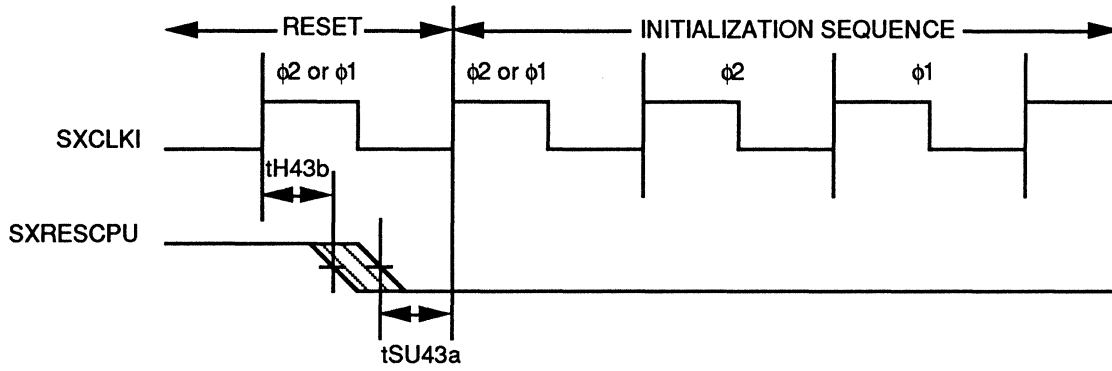 RESET
INITIALIZATION SEQUENCE
ϕ2 or ϕ1
ϕ2 or ϕ1
ϕ2
ϕ1
SXCLKI
tH43b
SXRESCPU
tSU43a